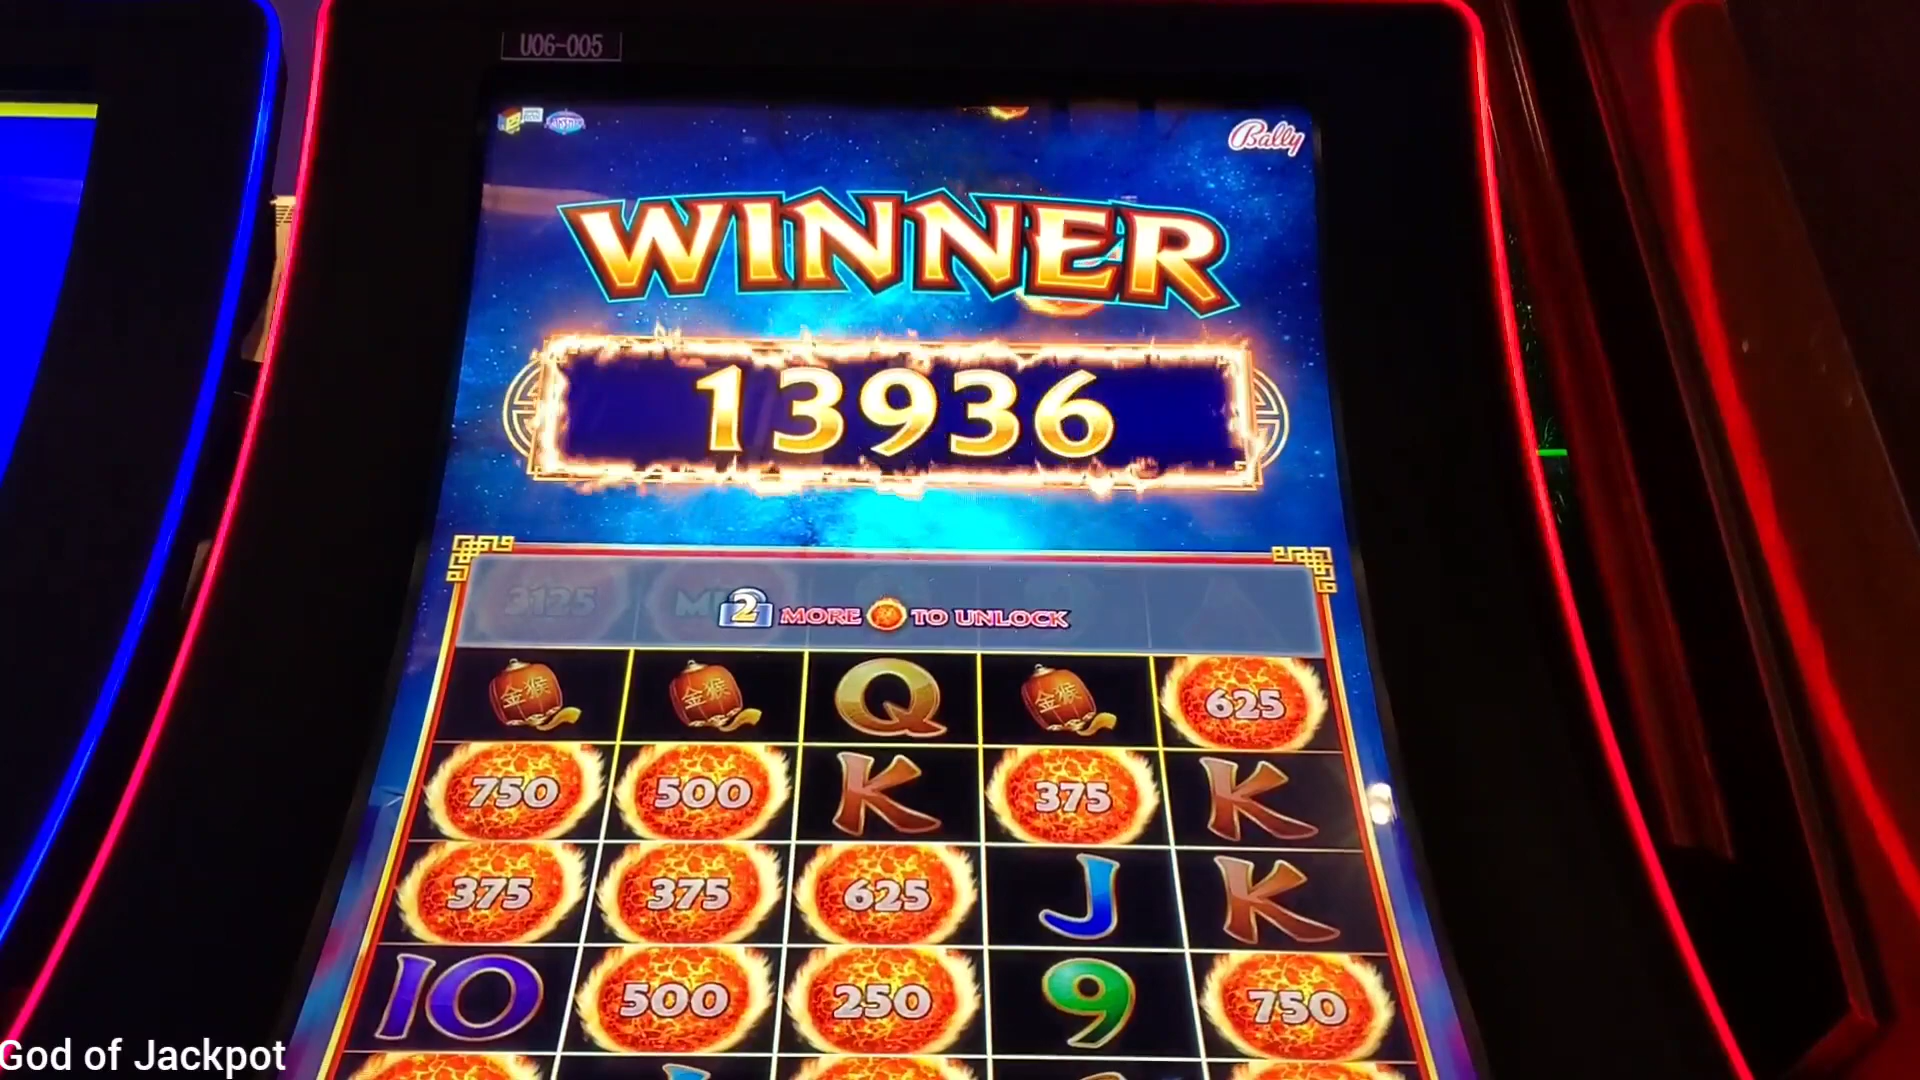 U06-005
Bally
WINNER
13936
3125
2 MORE TO UNLOCK
金猴 金猴 Q 金猴 625
750 500 K 375 K
375 375 625 J K
10 500 250 9 750
God of Jackpot